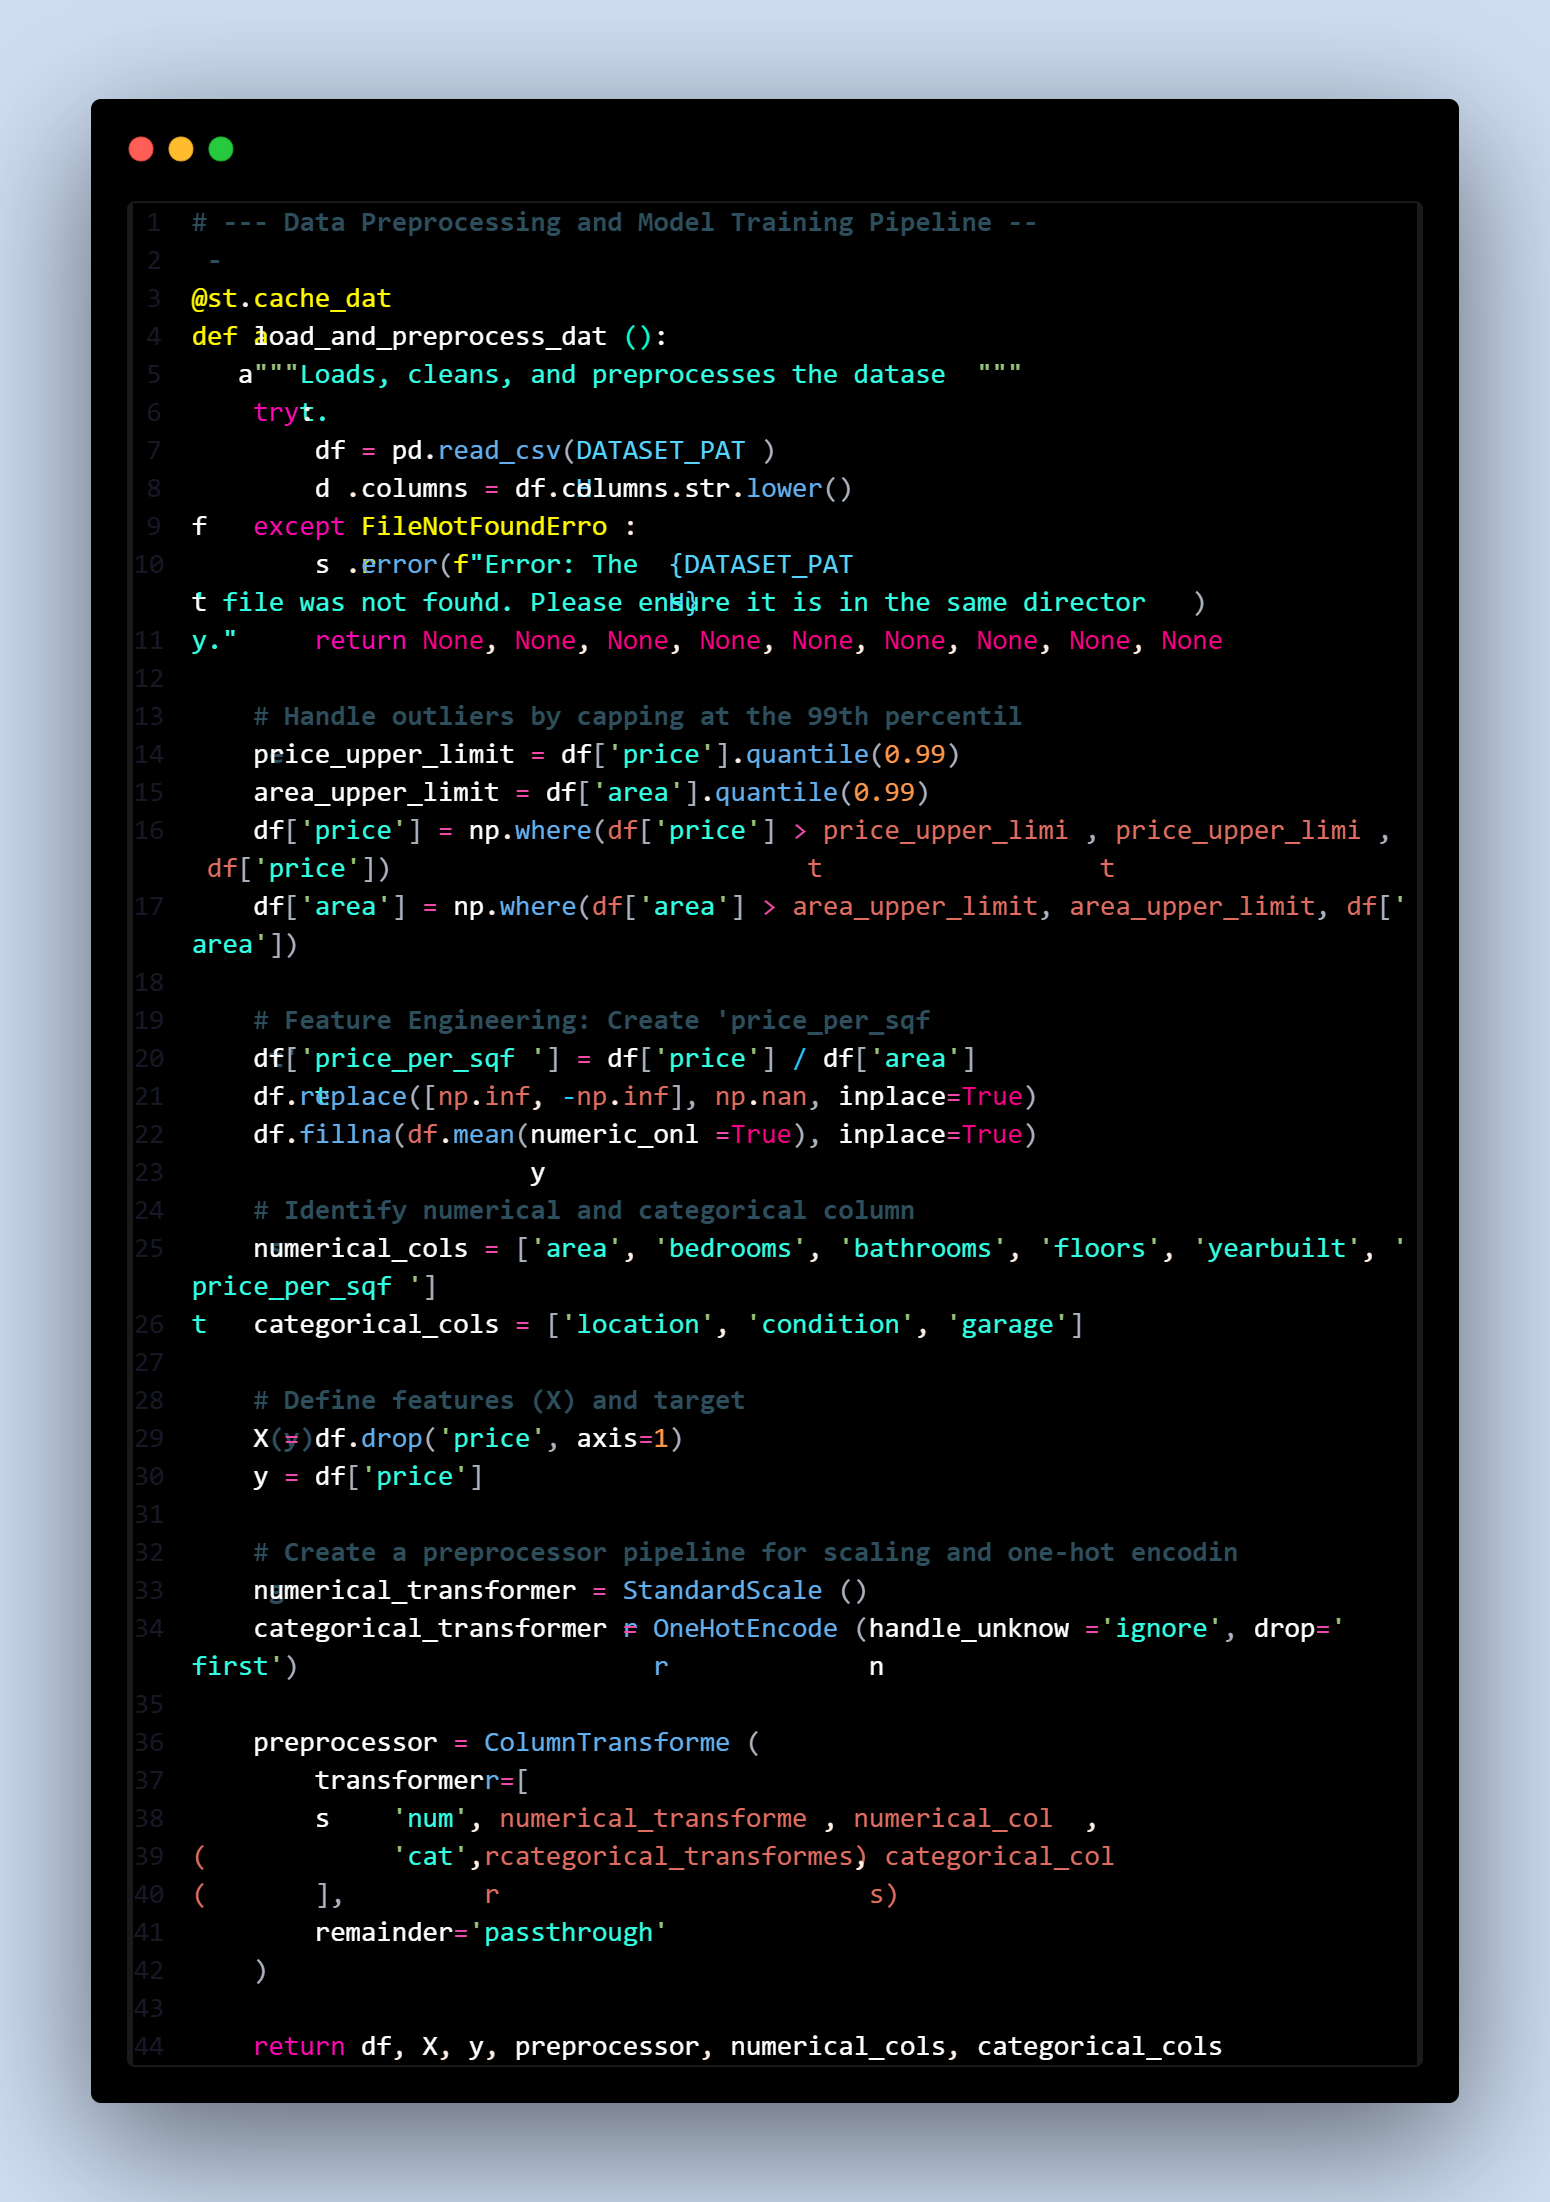 1 # --- Data Preprocessing and Model Training Pipeline --
2 -
3 @st.cache_dat
4 def aload_and_preprocess_dat ():
5 a"""Loads, cleans, and preprocesses the datase """
6 try: t.
7 df = pd.read_csv(DATASET_PAT )
8 d .columns = df.columns.str.lower() H
9 f except FileNotFoundErro :
10 s .error(f"Error: The {DATASET_PAT r
t ' file was not found. Please ensure it is in the same director ) ' H}
11 y." return None, None, None, None, None, None, None, None, None
12
13 # Handle outliers by capping at the 99th percentil
14 price_upper_limit = df['price'].quantile(0.99) e
15 area_upper_limit = df['area'].quantile(0.99)
16 df['price'] = np.where(df['price'] > price_upper_limi , price_upper_limi ,
df['price']) t t
17 df['area'] = np.where(df['area'] > area_upper_limit, area_upper_limit, df['
area'])
18
19 # Feature Engineering: Create 'price_per_sqf
20 df['price_per_sqf '] = df['price'] / df['area']
21 df.replace([np.inf, -np.inf], np.nan, inplace=True) t
22 df.fillna(df.mean(numeric_onl =True), inplace=True)
23 y
24 # Identify numerical and categorical column
25 numerical_cols = ['area', 'bedrooms', 'bathrooms', 'floors', 'yearbuilt', '
price_per_sqf ']
26 t categorical_cols = ['location', 'condition', 'garage']
27
28 # Define features (X) and target
29 X = df.drop('price', axis=1) (y)
30 y = df['price']
31
32 # Create a preprocessor pipeline for scaling and one-hot encodin
33 numerical_transformer = StandardScale () g
34 categorical_transformer = OneHotEncode (handle_unknow ='ignore', drop=' r
first') r n
35
36 preprocessor = ColumnTransforme (
37 transformerr=[
38 s 'num', numerical_transforme , numerical_col ,
39 ( 'cat',rcategorical_transforme, s) categorical_col
40 ( ], r s)
41 remainder='passthrough'
42 )
43
44 return df, X, y, preprocessor, numerical_cols, categorical_cols